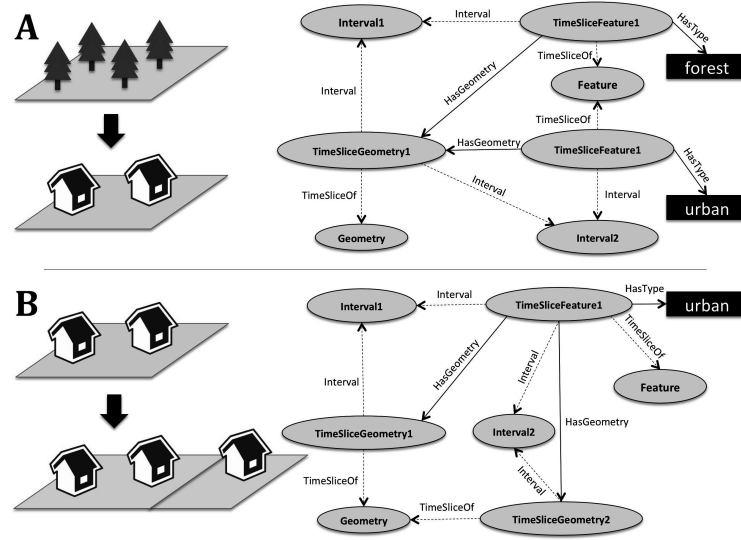 A
Interval1
Interval
TimeSliceFeature1
HasType
forest
TimeSliceOf
HasGeometry
Feature
Interval
TimeSliceOf
HasGeometry
TimeSliceGeometry1
TimeSliceFeature1
HasType
TimeSliceOf
Interval
Interval
urban
Geometry
Interval2
B
Interval1
Interval
TimeSliceFeature1
HasType
urban
TimeSliceOf
HasGeometry
Interval
Interval
Feature
HasGeometry
TimeSliceGeometry1
Interval2
TimeSliceOf
Interval
Geometry
TimeSliceOf
TimeSliceGeometry2